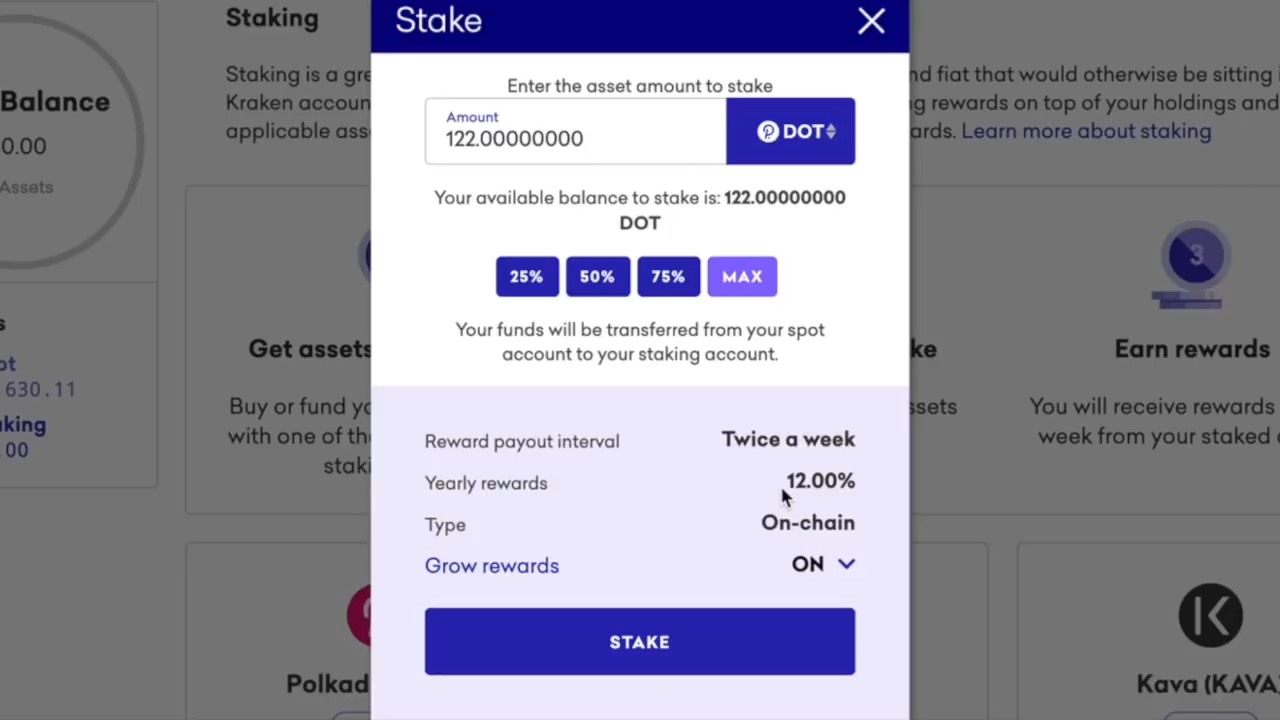 Stake
Enter the asset amount to stake
Amount
122.00000000
DOT
Your available balance to stake is: 122.00000000
DOT
25% 50% 75% MAX
Your funds will be transferred from your spot
account to your staking account.
Reward payout interval Twice a week
Yearly rewards 12.00%
Type On-chain
Grow rewards ON
STAKE
Staking
Staking is a gre
nd fiat that would otherwise be sitting
Kraken accoun
g rewards on top of your holdings and
applicable ass
ards. Learn more about staking
Balance
0.00
Assets
s
ot
.630.11
aking
.00
Get assets
Buy or fund yo
with one of th
staki
ke
ssets
3
Earn rewards
You will receive rewards
week from your staked
Polkad
Kava (KAVA)